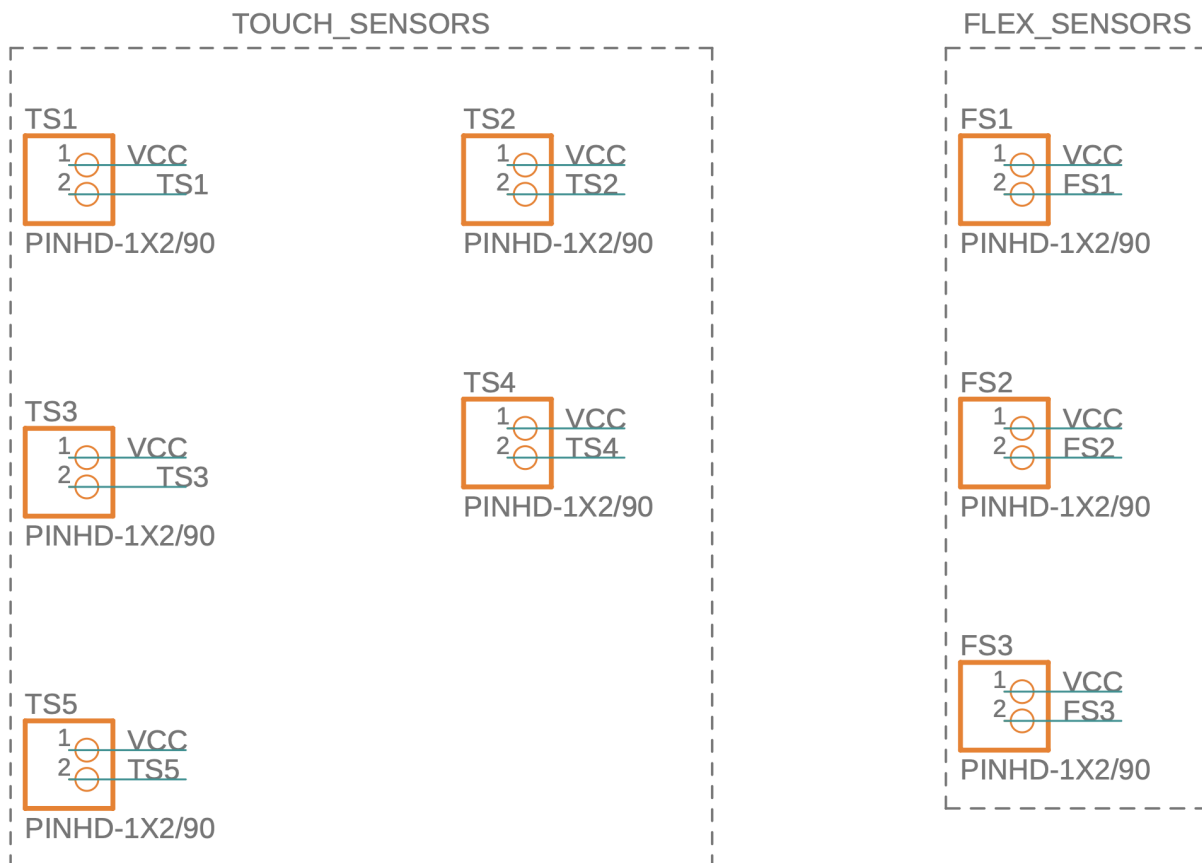 TOUCH_SENSORS
TS1
1 VCC
2 TS1
PINHD-1X2/90
TS2
1 VCC
2 TS2
PINHD-1X2/90
TS3
1 VCC
2 TS3
PINHD-1X2/90
TS4
1 VCC
2 TS4
PINHD-1X2/90
TS5
1 VCC
2 TS5
PINHD-1X2/90
FLEX_SENSORS
FS1
1 VCC
2 FS1
PINHD-1X2/90
FS2
1 VCC
2 FS2
PINHD-1X2/90
FS3
1 VCC
2 FS3
PINHD-1X2/90